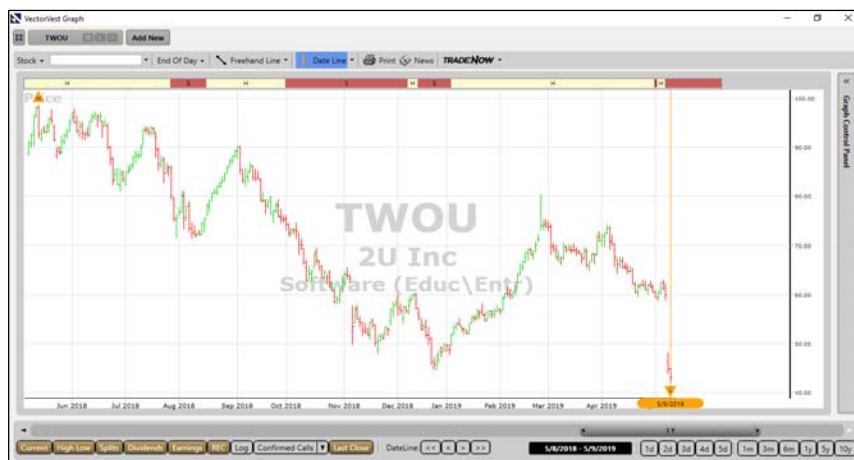 VectorVest Graph
TWOU Add New
Stock End Of Day Freehand Line Date Line Print News TRADENOW
H S H S H S H H
Price
100.00
90.00
80.00
70.00
60.00
50.00
40.00
TWOU
2U Inc
Software (Educ\Entr)
Graph Control Panel
Jun 2018 Jul 2018 Aug 2018 Sep 2018 Oct 2018 Nov 2018 Dec 2018 Jan 2019 Feb 2019 Mar 2019 Apr 2019 5/9/2019
Current High Low Splits Dividends Earnings REC Log Confirmed Calls Last Close DateLine << < > >> 5/8/2018 - 5/9/2019 1d 2d 3d 4d 5d 1m 3m 6m 1y 5y 10y